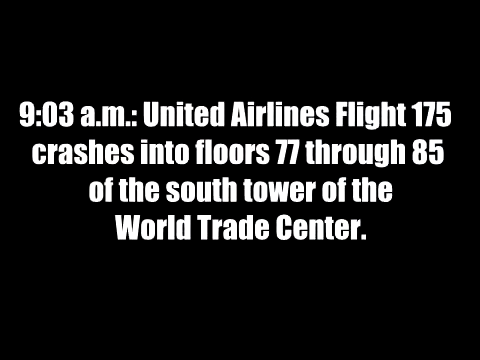 9:03 a.m.: United Airlines Flight 175
crashes into floors 77 through 85
of the south tower of the
World Trade Center.